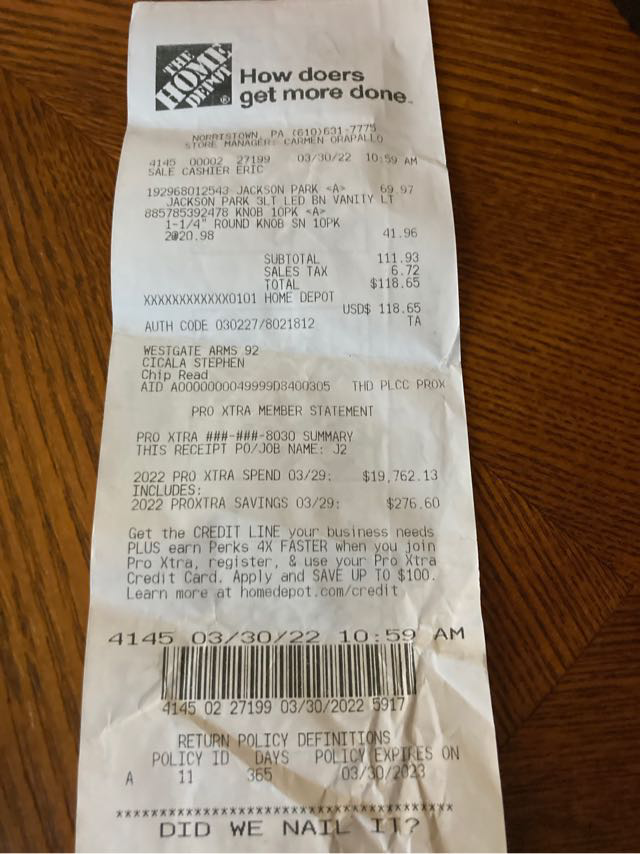 THE
HOME
DEPOT
®
How doers
get more done.
NORRISTOWN, PA (610)631-7775
STORE MANAGER: CARMEN ORAPALLO
4145 00002 27199 03/30/22 10:59 AM
SALE CASHIER ERIC
192968012543 JACKSON PARK <A> 69.97
JACKSON PARK 3LT LED BN VANITY LT
885785392478 KNOB 10PK <A>
1-1/4" ROUND KNOB SN 10PK
2@20.98 41.96
SUBTOTAL 111.93
SALES TAX 6.72
TOTAL $118.65
XXXXXXXXXXXX0101 HOME DEPOT
USD$ 118.65
AUTH CODE 030227/8021812 TA
WESTGATE ARMS 92
CICALA STEPHEN
Chip Read
AID A0000000049999D8400305 THD PLCC PROX
PRO XTRA MEMBER STATEMENT
PRO XTRA ###-###-8030 SUMMARY
THIS RECEIPT PO/JOB NAME: J2
2022 PRO XTRA SPEND 03/29: $19,762.13
INCLUDES:
2022 PROXTRA SAVINGS 03/29: $276.60
Get the CREDIT LINE your business needs
PLUS earn Perks 4X FASTER when you join
Pro Xtra, register, & use your Pro Xtra
Credit Card. Apply and SAVE UP TO $100.
Learn more at homedepot.com/credit
4145 03/30/22 10:59 AM
4145 02 27199 03/30/2022 5917
RETURN POLICY DEFINITIONS
POLICY ID DAYS POLICY EXPIRES ON
A 11 365 03/30/2023
****************************************
DID WE NAIL IT?